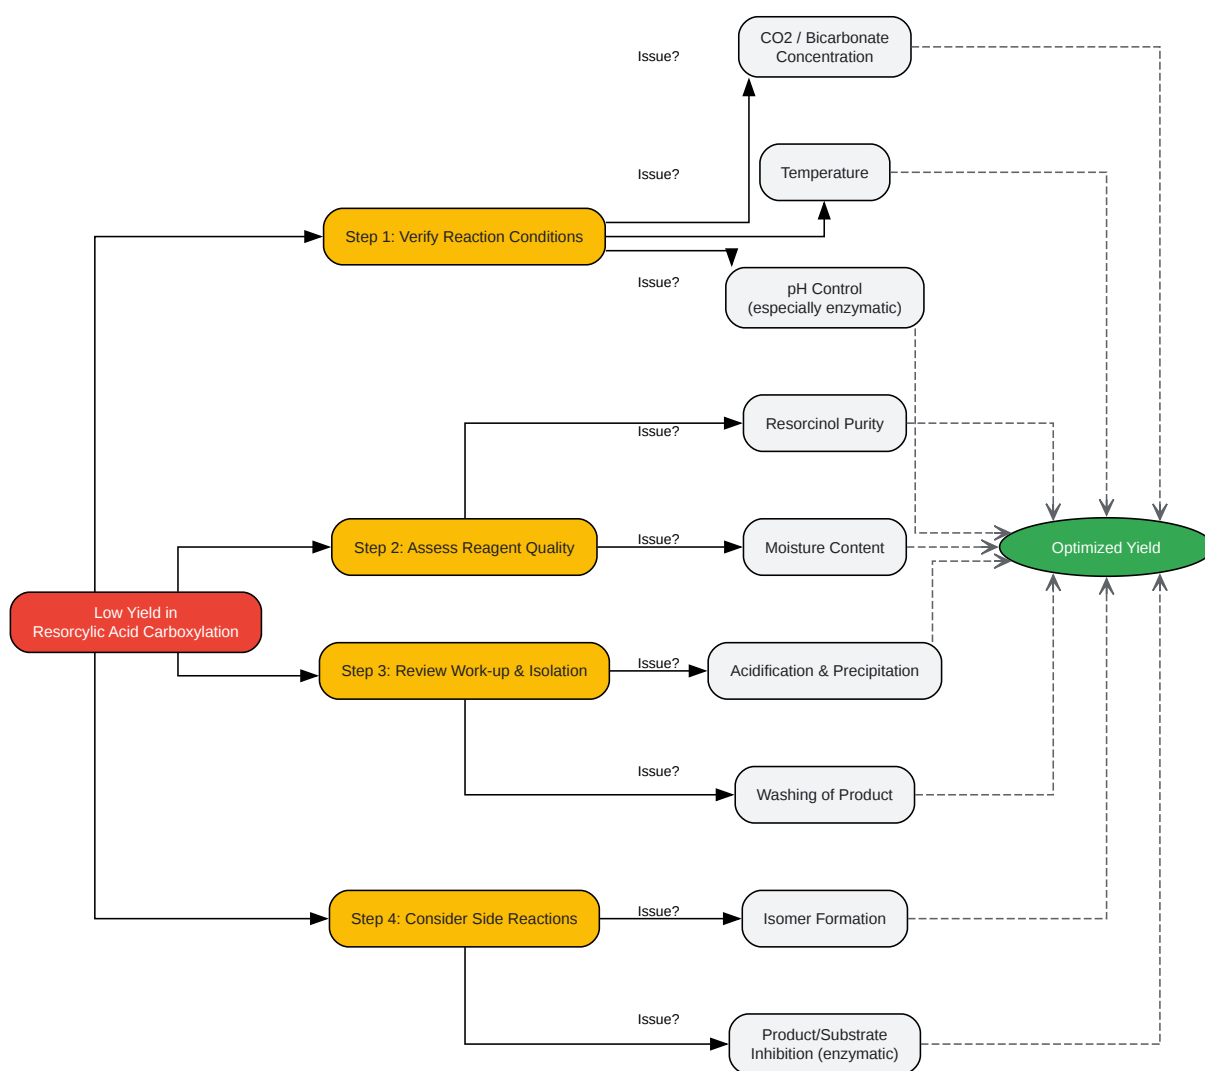 Issue?
CO2 / Bicarbonate
Concentration
Issue?
Temperature
Step 1: Verify Reaction Conditions
Issue?
pH Control
(especially enzymatic)
Issue?
Resorcinol Purity
Step 2: Assess Reagent Quality
Issue?
Moisture Content
Optimized Yield
Low Yield in
Resorcylic Acid Carboxylation
Step 3: Review Work-up & Isolation
Issue?
Acidification & Precipitation
Issue?
Washing of Product
Step 4: Consider Side Reactions
Issue?
Isomer Formation
Issue?
Product/Substrate
Inhibition (enzymatic)